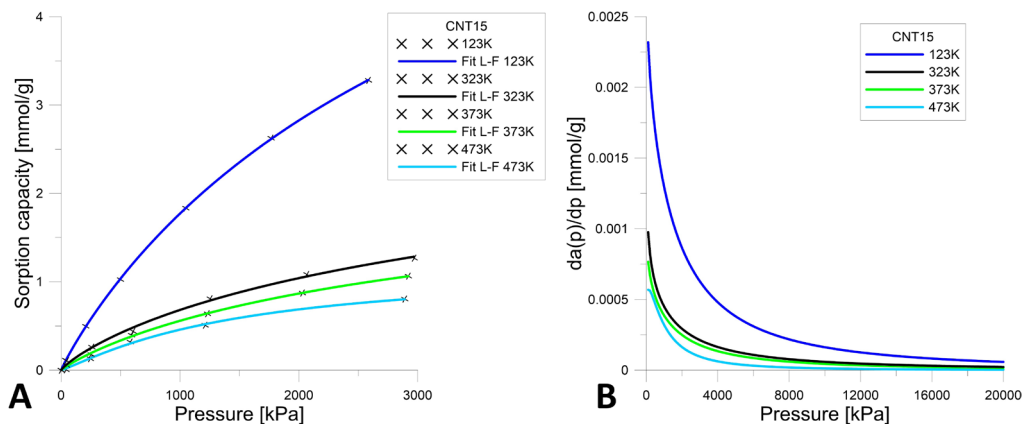 4
3
2
1
0
Sorption capacity [mmol/g]
CNT15
123K
Fit L-F 123K
323K
Fit L-F 323K
373K
Fit L-F 373K
473K
Fit L-F 473K
0
1000
2000
3000
Pressure [kPa]
A
0.0025
0.002
0.0015
0.001
0.0005
0
da(p)/dp [mmol/g]
CNT15
123K
323K
373K
473K
0
4000
8000
12000
16000
20000
Pressure [kPa]
B